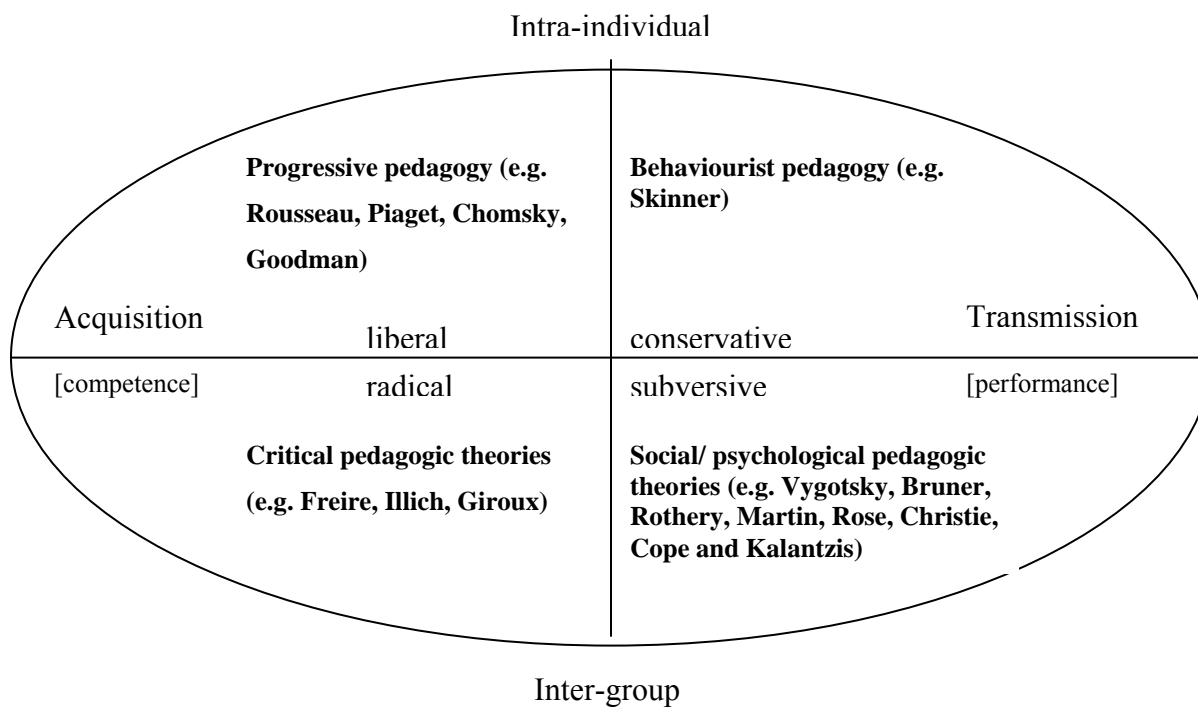 Intra-individual
Progressive pedagogy (e.g.
Rousseau, Piaget, Chomsky,
Goodman)
Behaviourist pedagogy (e.g.
Skinner)
Acquisition
liberal
conservative
Transmission
[competence]
radical
subversive
[performance]
Critical pedagogic theories
(e.g. Freire, Illich, Giroux)
Social/ psychological pedagogic
theories (e.g. Vygotsky, Bruner,
Rothery, Martin, Rose, Christie,
Cope and Kalantzis)
Inter-group